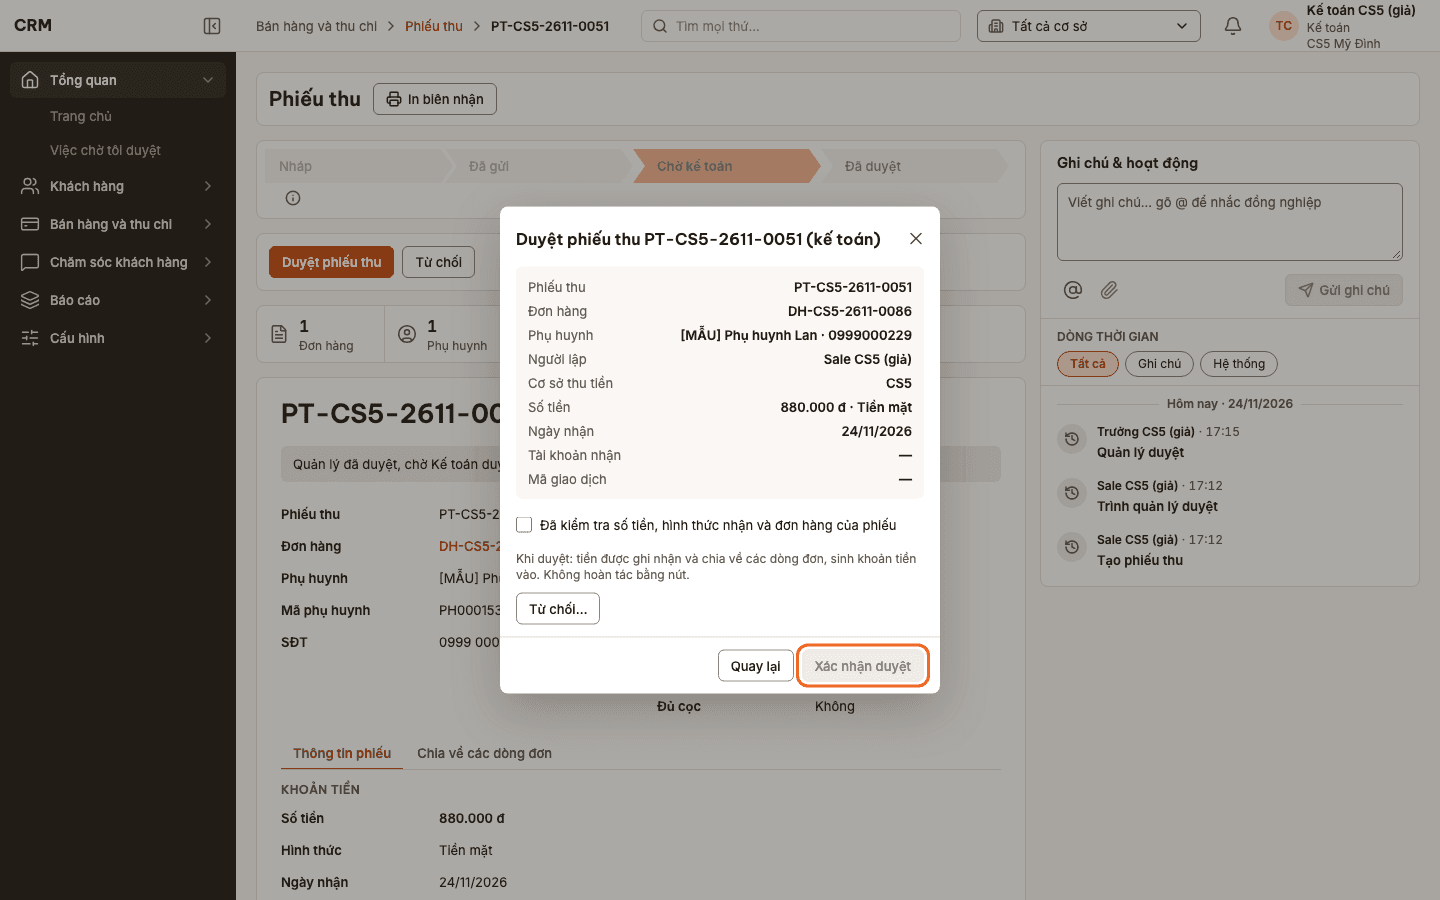 CRM
Bán hàng và thu chi
Phiếu thu
PT-CS5-2611-0051
Tìm mọi thứ...
Tất cả cơ sở
TC
Kế toán CS5 (giả)
Kế toán
CS5 Mỹ Đình
Tổng quan
Trang chủ
Việc chờ tôi duyệt
Khách hàng
Bán hàng và thu chi
Chăm sóc khách hàng
Báo cáo
Cấu hình
Phiếu thu
In biên nhận
Nháp
Đã gửi
Chờ kế toán
Đã duyệt
Duyệt phiếu thu
Từ chối
1
Đơn hàng
1
Phụ huynh
PT-CS5-2611-00
Quản lý đã duyệt, chờ Kế toán duy
Phiếu thu
PT-CS5-2
Đơn hàng
DH-CS5-2
Phụ huynh
[MẪU] Phụ
Mã phụ huynh
PH000153
SĐT
0999 000
Đủ cọc
Không
Thông tin phiếu
Chia về các dòng đơn
KHOẢN TIỀN
Số tiền
880.000 đ
Hình thức
Tiền mặt
Ngày nhận
24/11/2026
Duyệt phiếu thu PT-CS5-2611-0051 (kế toán)
Phiếu thu
PT-CS5-2611-0051
Đơn hàng
DH-CS5-2611-0086
Phụ huynh
[MẪU] Phụ huynh Lan · 0999000229
Người lập
Sale CS5 (giả)
Cơ sở thu tiền
CS5
Số tiền
880.000 đ · Tiền mặt
Ngày nhận
24/11/2026
Tài khoản nhận
—
Mã giao dịch
—
Đã kiểm tra số tiền, hình thức nhận và đơn hàng của phiếu
Khi duyệt: tiền được ghi nhận và chia về các dòng đơn, sinh khoản tiền
vào. Không hoàn tác bằng nút.
Từ chối...
Quay lại
Xác nhận duyệt
Ghi chú & hoạt động
Viết ghi chú... gõ @ để nhắc đồng nghiệp
Gửi ghi chú
DÒNG THỜI GIAN
Tất cả
Ghi chú
Hệ thống
Hôm nay · 24/11/2026
Trưởng CS5 (giả) · 17:15
Quản lý duyệt
Sale CS5 (giả) · 17:12
Trình quản lý duyệt
Sale CS5 (giả) · 17:12
Tạo phiếu thu